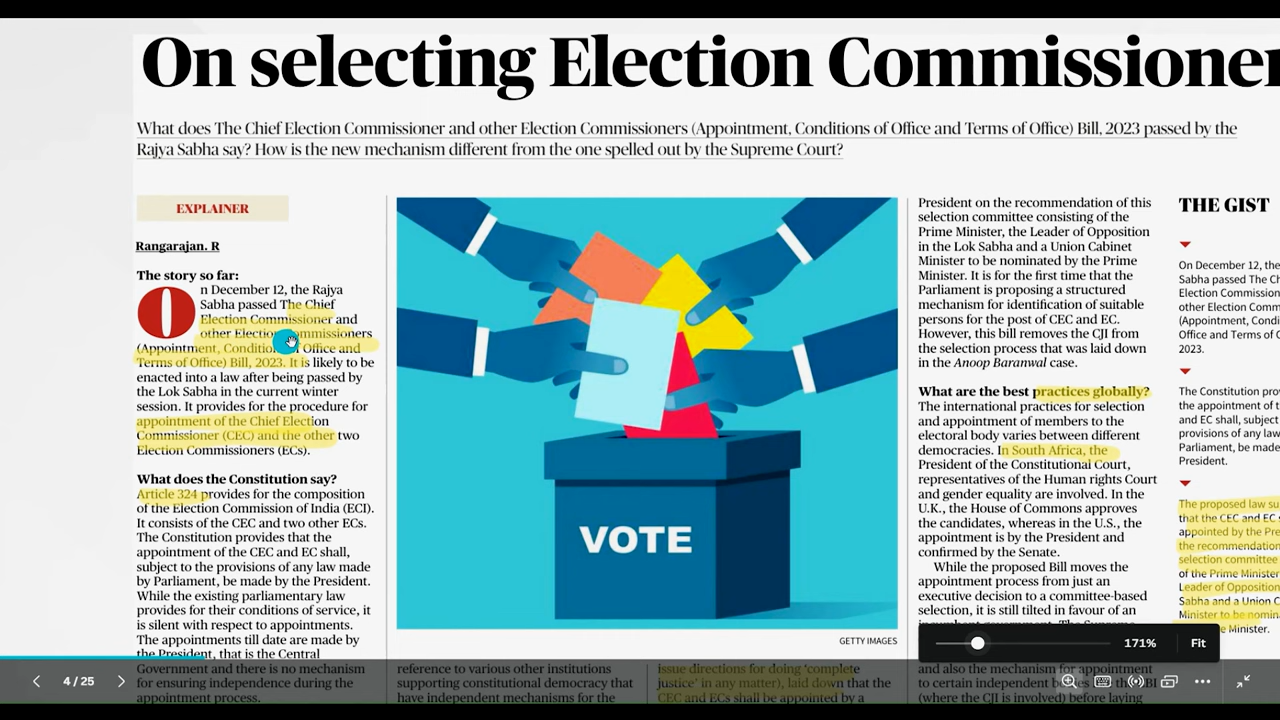 On selecting Election Commissioner
What does The Chief Election Commissioner and other Election Commissioners (Appointment, Conditions of Office and Terms of Office) Bill, 2023 passed by the
Rajya Sabha say? How is the new mechanism different from the one spelled out by the Supreme Court?
EXPLAINER
Rangarajan. R
The story so far:
On December 12, the Rajya
Sabha passed The Chief
Election Commissioner and
other Election Commissioners
(Appointment, Conditions of Office and
Terms of Office) Bill, 2023. It is likely to be
enacted into a law after being passed by
the Lok Sabha in the current winter
session. It provides for the procedure for
appointment of the Chief Election
Commissioner (CEC) and the other two
Election Commissioners (ECs).
What does the Constitution say?
Article 324 provides for the composition
of the Election Commission of India (ECI).
It consists of the CEC and two other ECs.
The Constitution provides that the
appointment of the CEC and EC shall,
subject to the provisions of any law made
by Parliament, be made by the President.
While the existing parliamentary law
provides for their conditions of service, it
is silent with respect to appointments.
The appointments till date are made by
the President, that is the Central
Government and there is no mechanism
for ensuring independence during the
appointment process.
VOTE
GETTY IMAGES
reference to various other institutions
supporting constitutional democracy that
have independent mechanisms for the
issue directions for doing 'complete
justice' in any matter), laid down that the
CEC and ECs shall be appointed by a
President on the recommendation of this
selection committee consisting of the
Prime Minister, the Leader of Opposition
in the Lok Sabha and a Union Cabinet
Minister to be nominated by the Prime
Minister. It is for the first time that the
Parliament is proposing a structured
mechanism for identification of suitable
persons for the post of CEC and EC.
However, this bill removes the CJI from
the selection process that was laid down
in the Anoop Baranwal case.
What are the best practices globally?
The international practices for selection
and appointment of members to the
electoral body varies between different
democracies. In South Africa, the
President of the Constitutional Court,
representatives of the Human rights Court
and gender equality are involved. In the
U.K., the House of Commons approves
the candidates, whereas in the U.S., the
appointment is by the President and
confirmed by the Senate.
While the proposed Bill moves the
appointment process from just an
executive decision to a committee-based
selection, it is still tilted in favour of an
and also the mechanism for appointment
to certain independent
(where the CJI is involved) before laying
THE GIST
On December 12, the
Sabha passed The Ch
Election Commission
other Election Commi
(Appointment, Condi
Office and Terms of O
2023.
The Constitution prov
the appointment of t
and EC shall, subject
provisions of any law
Parliament, be made
President.
The proposed law su
that the CEC and EC
appointed by the Pre
the recommendation
selection committee
of the Prime Minister
Leader of Opposition
Sabha and a Union C
Minister to be nomin
Minister.
171% Fit
4 / 25